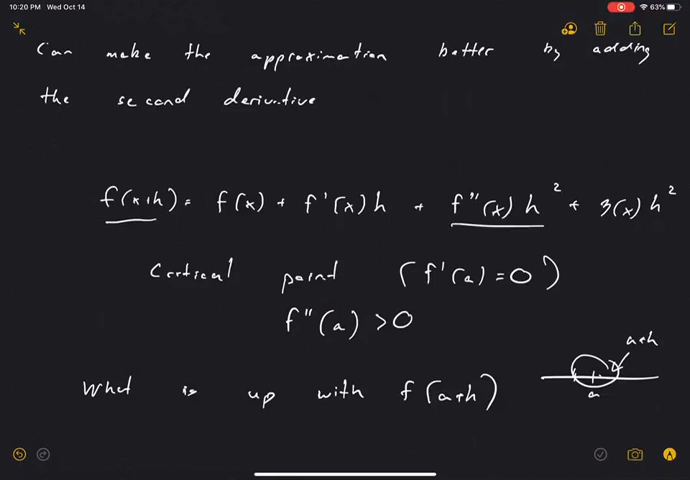 10:20 PM Wed Oct 14
63%
Can make the approximation better by adding
the second derivative
f(x+h) = f(x) + f'(x)h + f"(x)h² + 3(x)h²
Critical point (f'(a)=0)
f"(a) >0
a+h
What is up with f(a+h)
a